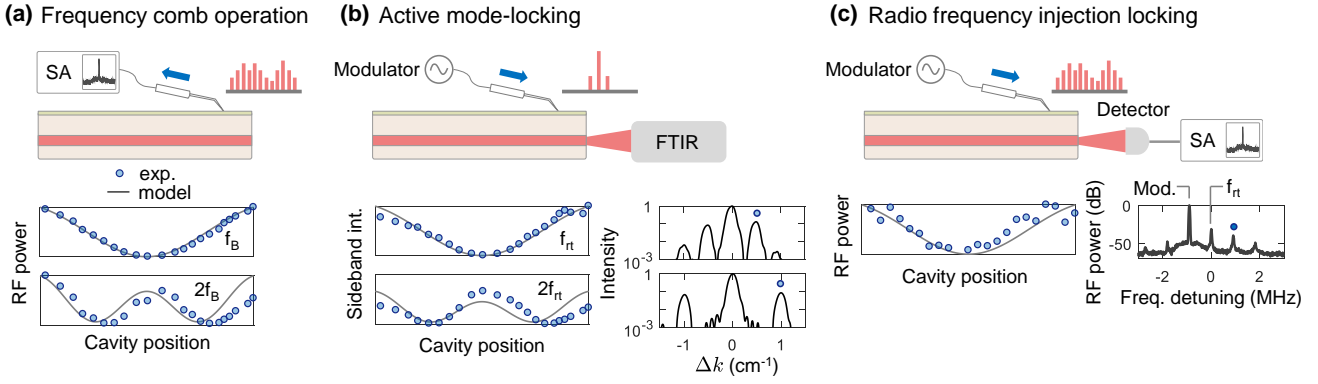 (a) Frequency comb operation
SA
exp.
model
RF power
f_B
2f_B
Cavity position
(b) Active mode-locking
Modulator
FTIR
Sideband int.
f_rt
2f_rt
Cavity position
Intensity
1
10⁻³
1
10⁻³
-1 0 1
Δk (cm⁻¹)
(c) Radio frequency injection locking
Modulator
Detector
SA
RF power
Cavity position
Mod.
f_rt
RF power (dB)
0
-50
-2 0 2
Freq. detuning (MHz)